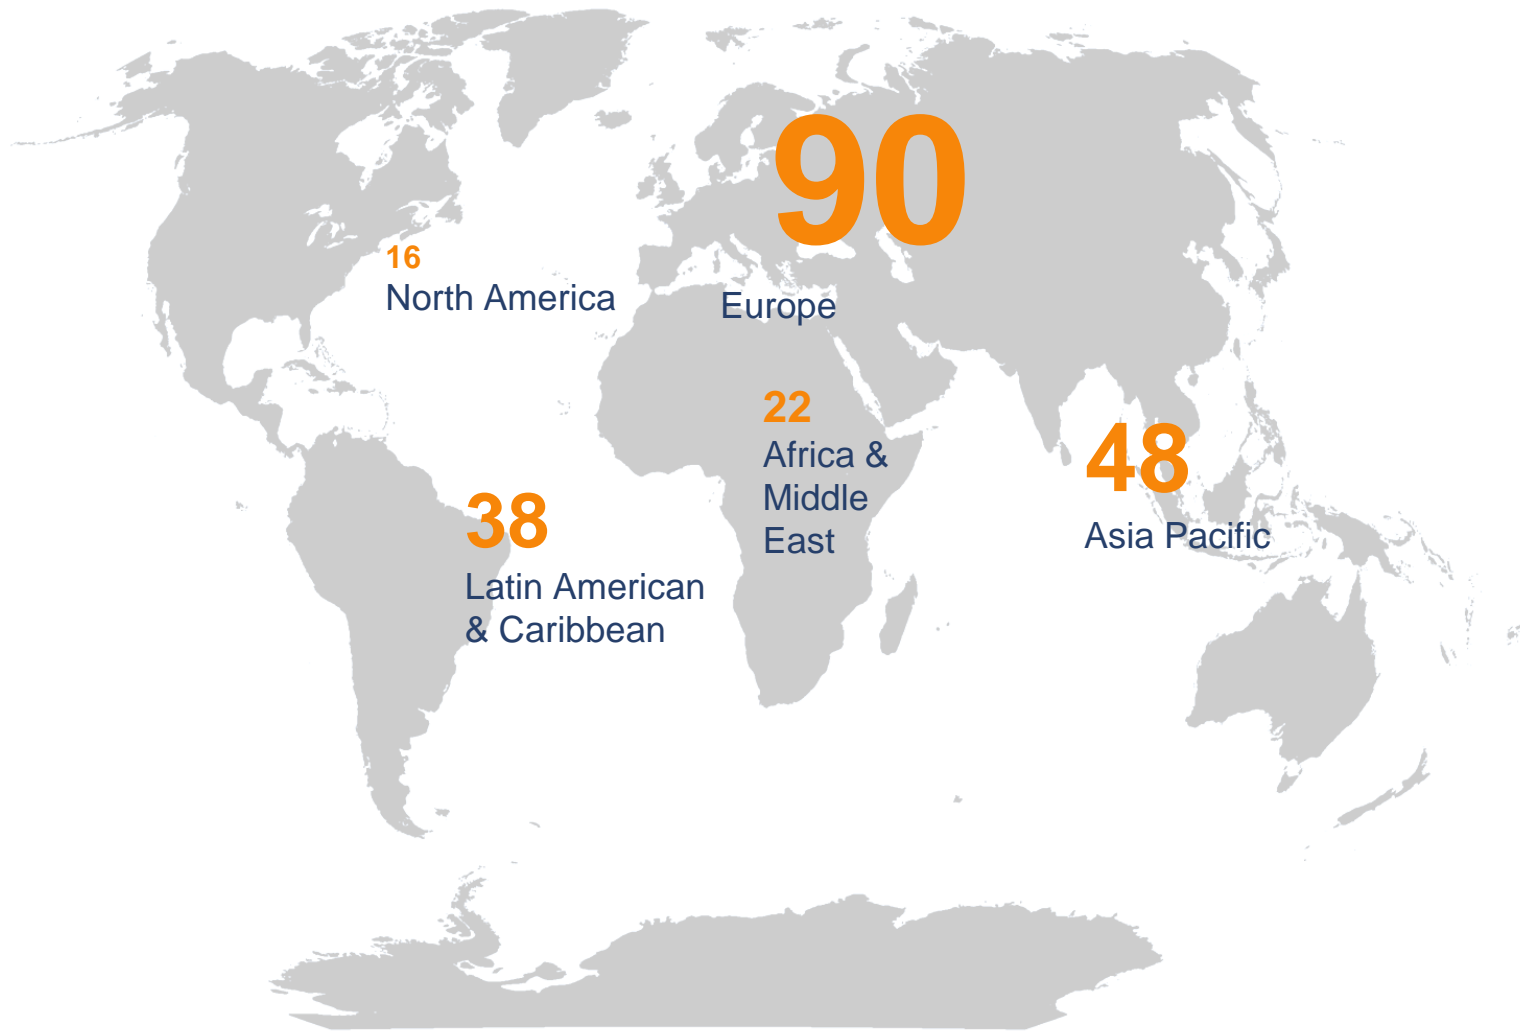 90
16
North America
Europe
22
Africa &
Middle
East
48
Asia Pacific
38
Latin American
& Caribbean